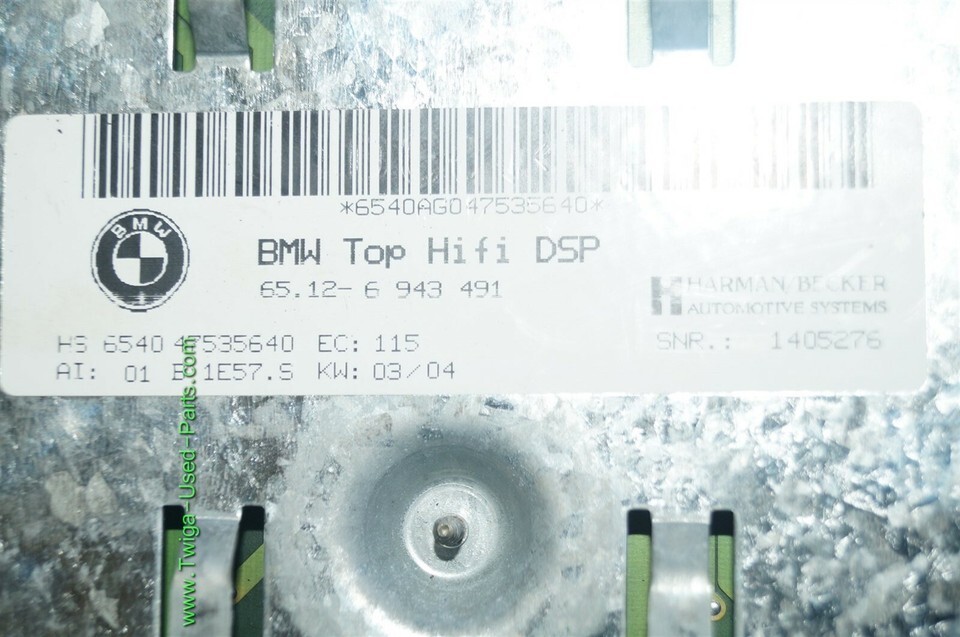 *6540AG047535640*
BMW
BMW Top Hifi DSP
65.12- 6 943 491
HARMAN/BECKER
AUTOMOTIVE SYSTEMS
HS 6540 47535640 EC: 115
SNR.: 1405276
AI: 01 1E57.S KW: 03/04
www.Twiga-Used-Parts.com